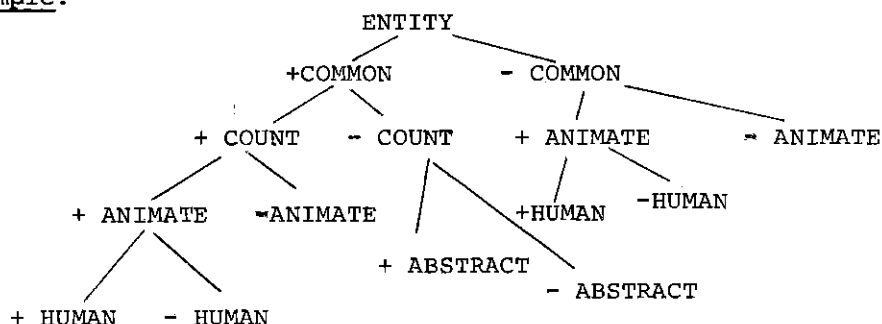 ENTITY
+COMMON - COMMON
+ COUNT - COUNT + ANIMATE - ANIMATE
+ ANIMATE -ANIMATE +HUMAN -HUMAN
+ ABSTRACT - ABSTRACT
+ HUMAN - HUMAN